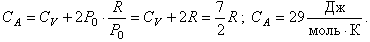 C_A = C_V + 2P_0 · R/P_0 = C_V + 2R = 7/2 R ; C_A = 29 Дж/(моль · К).